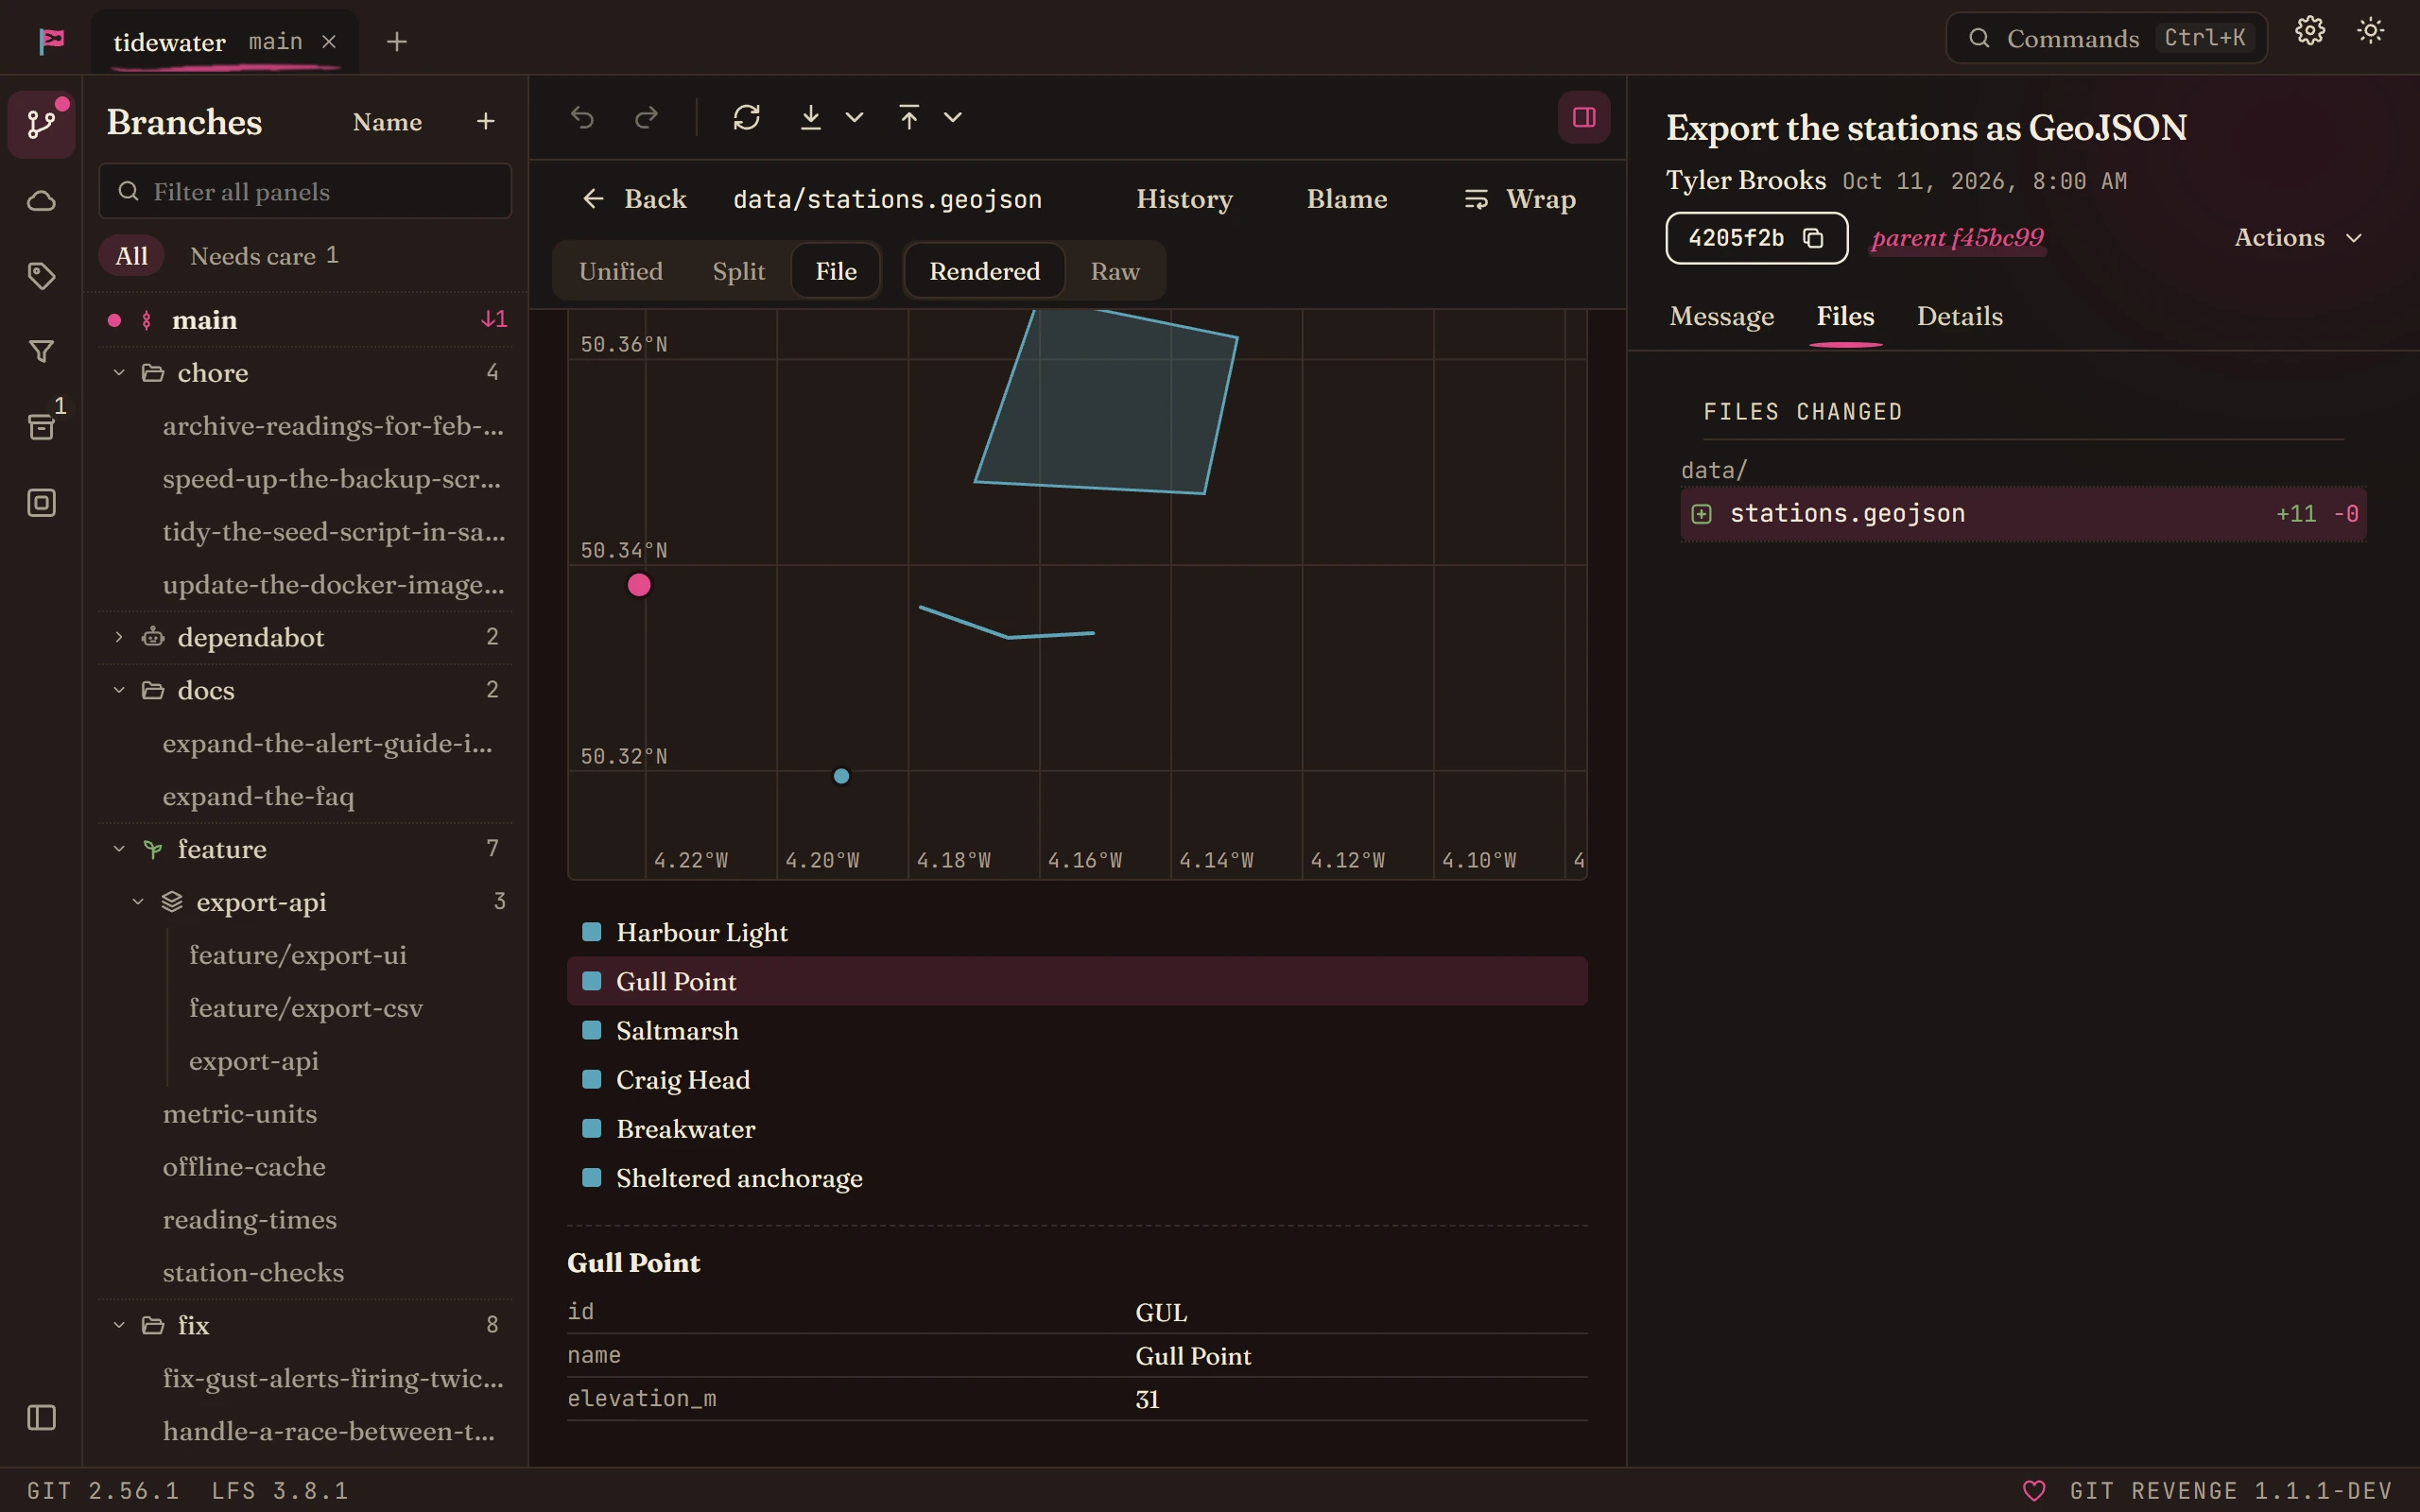 tidewater main
Commands Ctrl+K
Branches Name
Filter all panels
All Needs care 1
main ↓1
chore 4
archive-readings-for-feb-...
speed-up-the-backup-scr...
tidy-the-seed-script-in-sa...
update-the-docker-image...
dependabot 2
docs 2
expand-the-alert-guide-i...
expand-the-faq
feature 7
export-api 3
feature/export-ui
feature/export-csv
export-api
metric-units
offline-cache
reading-times
station-checks
fix 8
fix-gust-alerts-firing-twic...
handle-a-race-between-t...
1
Back data/stations.geojson History Blame Wrap
Unified Split File Rendered Raw
50.36°N
50.34°N
50.32°N
4.22°W 4.20°W 4.18°W 4.16°W 4.14°W 4.12°W 4.10°W 4
Harbour Light
Gull Point
Saltmarsh
Craig Head
Breakwater
Sheltered anchorage
Gull Point
id GUL
name Gull Point
elevation_m 31
Export the stations as GeoJSON
Tyler Brooks Oct 11, 2026, 8:00 AM
4205f2b parent f45bc99 Actions
Message Files Details
FILES CHANGED
data/
stations.geojson +11 -0
GIT 2.56.1 LFS 3.8.1
GIT REVENGE 1.1.1-DEV